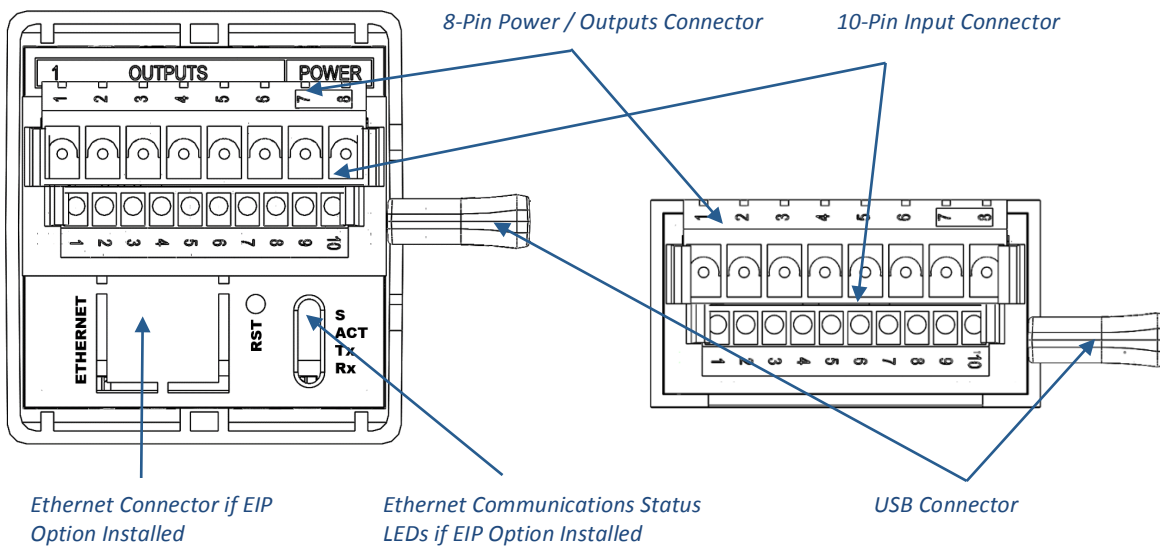 8-Pin Power / Outputs Connector
10-Pin Input Connector
1 OUTPUTS POWER
1 2 3 4 5 6 7 8
1 2 3 4 5 6 7 8 9 10
ETHERNET
RST
S
ACT
Tx
Rx
1 2 3 4 5 6 7 8
1 2 3 4 5 6 7 8 9 10
Ethernet Connector if EIP
Option Installed
Ethernet Communications Status
LEDs if EIP Option Installed
USB Connector